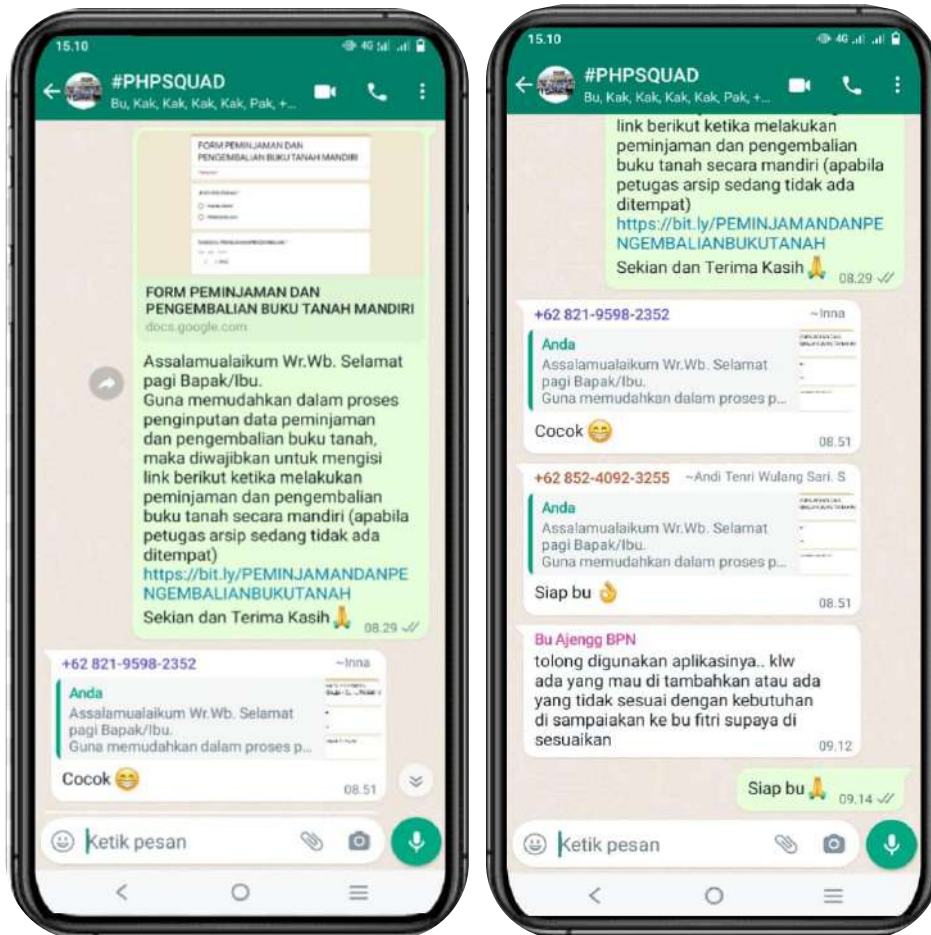 15.10
4G
#PHPSQUAD
Bu, Kak, Kak, Kak, Kak, Pak, +...
FORM PEMINJAMAN DAN
PENGEMBALIAN BUKU TANAH MANDIRI
FORM PEMINJAMAN DAN
PENGEMBALIAN BUKU TANAH MANDIRI
docs.google.com
Assalamualaikum Wr.Wb. Selamat
pagi Bapak/Ibu.
Guna memudahkan dalam proses
penginputan data peminjaman
dan pengembalian buku tanah,
maka diwajibkan untuk mengisi
link berikut ketika melakukan
peminjaman dan pengembalian
buku tanah secara mandiri (apabila
petugas arsip sedang tidak ada
ditempat)
https://bit.ly/PEMINJAMANDANPE
NGEMBALIANBUKUTANAH
Sekian dan Terima Kasih🙏
08.29
+62 821-9598-2352 ~Inna
Anda
Assalamualaikum Wr.Wb. Selamat
pagi Bapak/Ibu.
Guna memudahkan dalam proses p...
Cocok😁
08.51
Ketik pesan
15.10
4G
#PHPSQUAD
Bu, Kak, Kak, Kak, Kak, Pak, +...
link berikut ketika melakukan
peminjaman dan pengembalian
buku tanah secara mandiri (apabila
petugas arsip sedang tidak ada
ditempat)
https://bit.ly/PEMINJAMANDANPE
NGEMBALIANBUKUTANAH
Sekian dan Terima Kasih🙏
08.29
+62 821-9598-2352 ~Inna
Anda
Assalamualaikum Wr.Wb. Selamat
pagi Bapak/Ibu.
Guna memudahkan dalam proses p...
Cocok😁
08.51
+62 852-4092-3255 ~Andi Tenri Wulang Sari. S
Anda
Assalamualaikum Wr.Wb. Selamat
pagi Bapak/Ibu.
Guna memudahkan dalam proses p...
Siap bu👌
08.51
Bu Ajengg BPN
tolong digunakan aplikasinya.. klw
ada yang mau di tambahkan atau ada
yang tidak sesuai dengan kebutuhan
di sampaiakan ke bu fitri supaya di
sesuaikan
09.12
Siap bu🙏
09.14
Ketik pesan